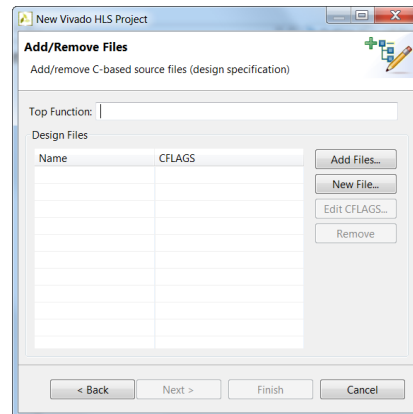 New Vivado HLS Project
Add/Remove Files
Add/remove C-based source files (design specification)
Top Function:
Design Files
Name CFLAGS
Add Files...
New File...
Edit CFLAGS...
Remove
< Back Next > Finish Cancel